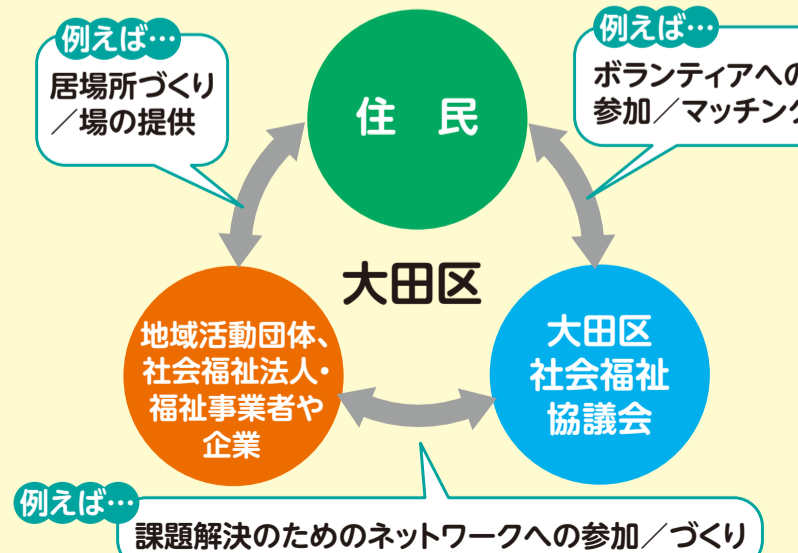 例えば…
居場所づくり
／場の提供
例えば…
ボランティアへの
参加／マッチング
住 民
大田区
地域活動団体、
社会福祉法人・
福祉事業者や
企業
大田区
社会福祉
協議会
例えば…
課題解決のためのネットワークへの参加／づくり